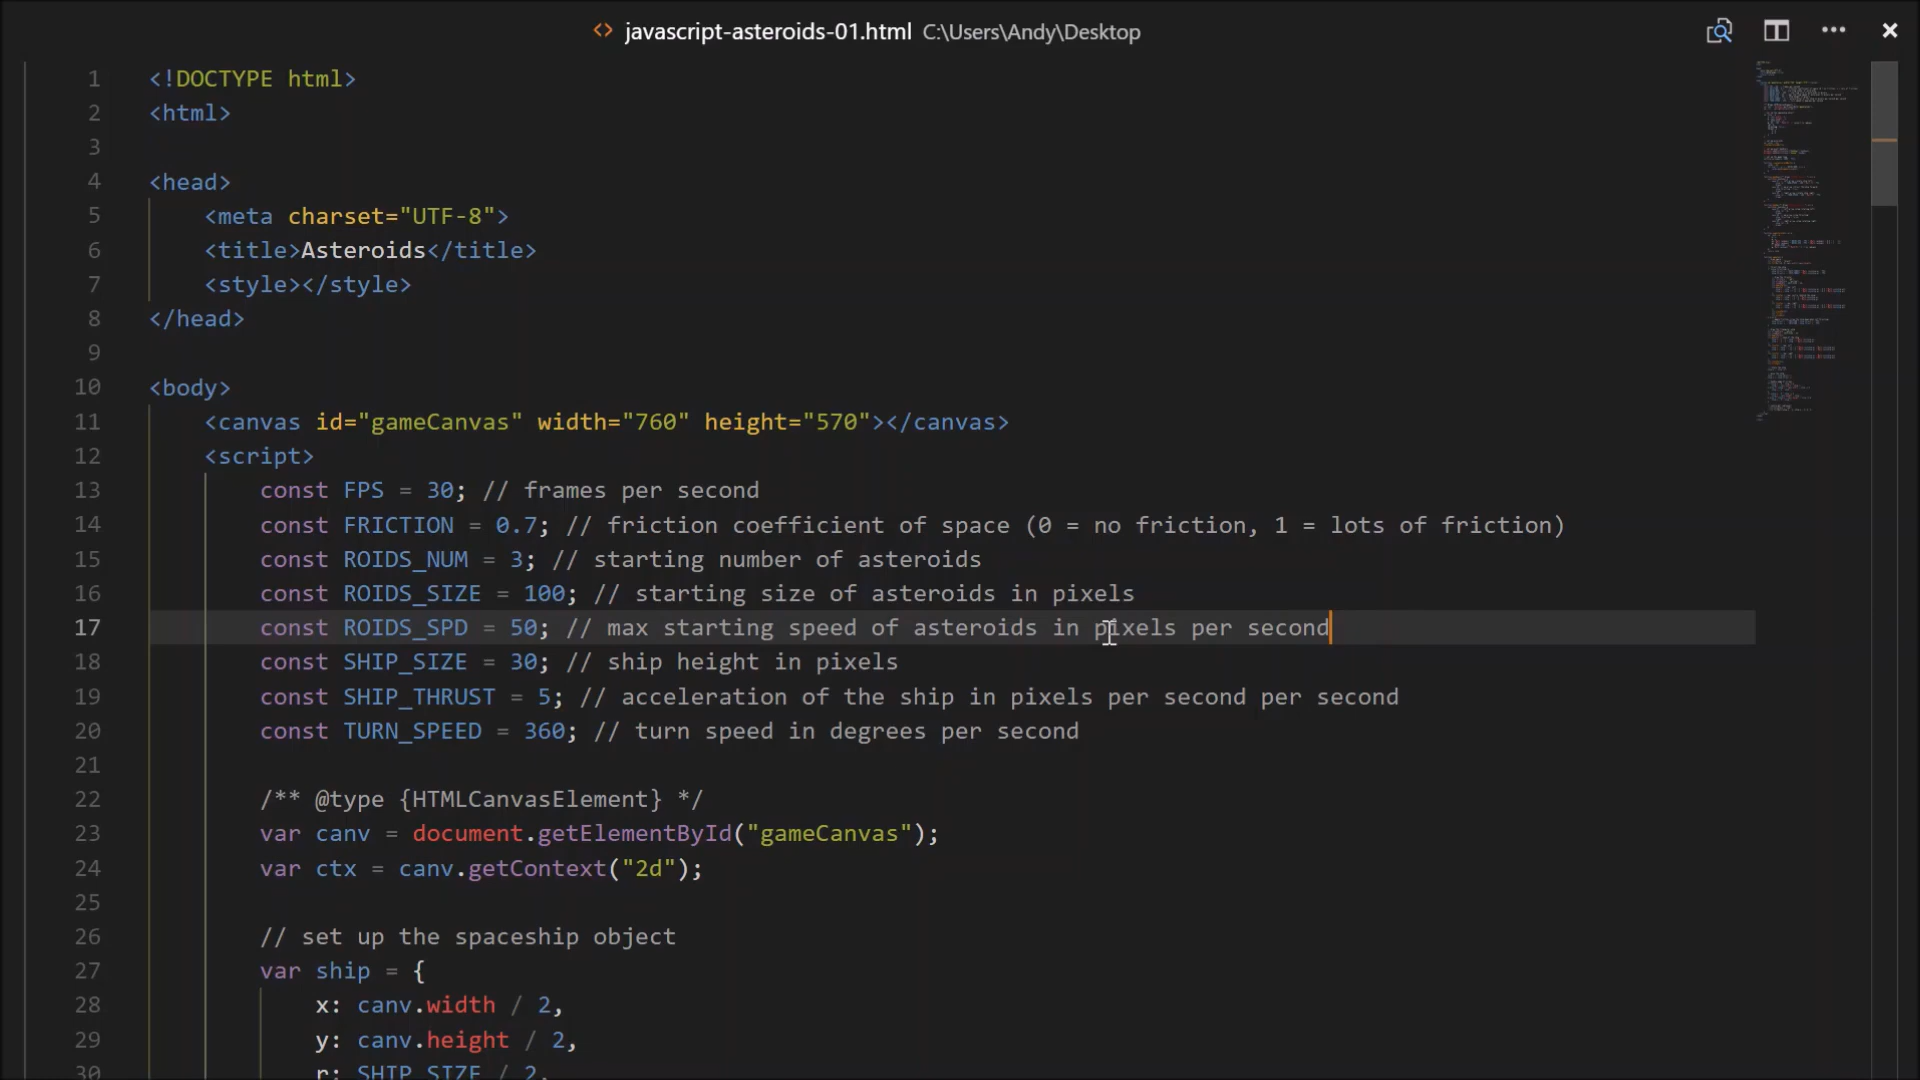 <> javascript-asteroids-01.html C:\Users\Andy\Desktop
1 <!DOCTYPE html>
2 <html>
3
4 <head>
5     <meta charset="UTF-8">
6     <title>Asteroids</title>
7     <style></style>
8 </head>
9
10 <body>
11     <canvas id="gameCanvas" width="760" height="570"></canvas>
12     <script>
13         const FPS = 30; // frames per second
14         const FRICTION = 0.7; // friction coefficient of space (0 = no friction, 1 = lots of friction)
15         const ROIDS_NUM = 3; // starting number of asteroids
16         const ROIDS_SIZE = 100; // starting size of asteroids in pixels
17         const ROIDS_SPD = 50; // max starting speed of asteroids in pixels per second
18         const SHIP_SIZE = 30; // ship height in pixels
19         const SHIP_THRUST = 5; // acceleration of the ship in pixels per second per second
20         const TURN_SPEED = 360; // turn speed in degrees per second
21
22         /** @type {HTMLCanvasElement} */
23         var canv = document.getElementById("gameCanvas");
24         var ctx = canv.getContext("2d");
25
26         // set up the spaceship object
27         var ship = {
28             x: canv.width / 2,
29             y: canv.height / 2,
30             r: SHIP_SIZE / 2,